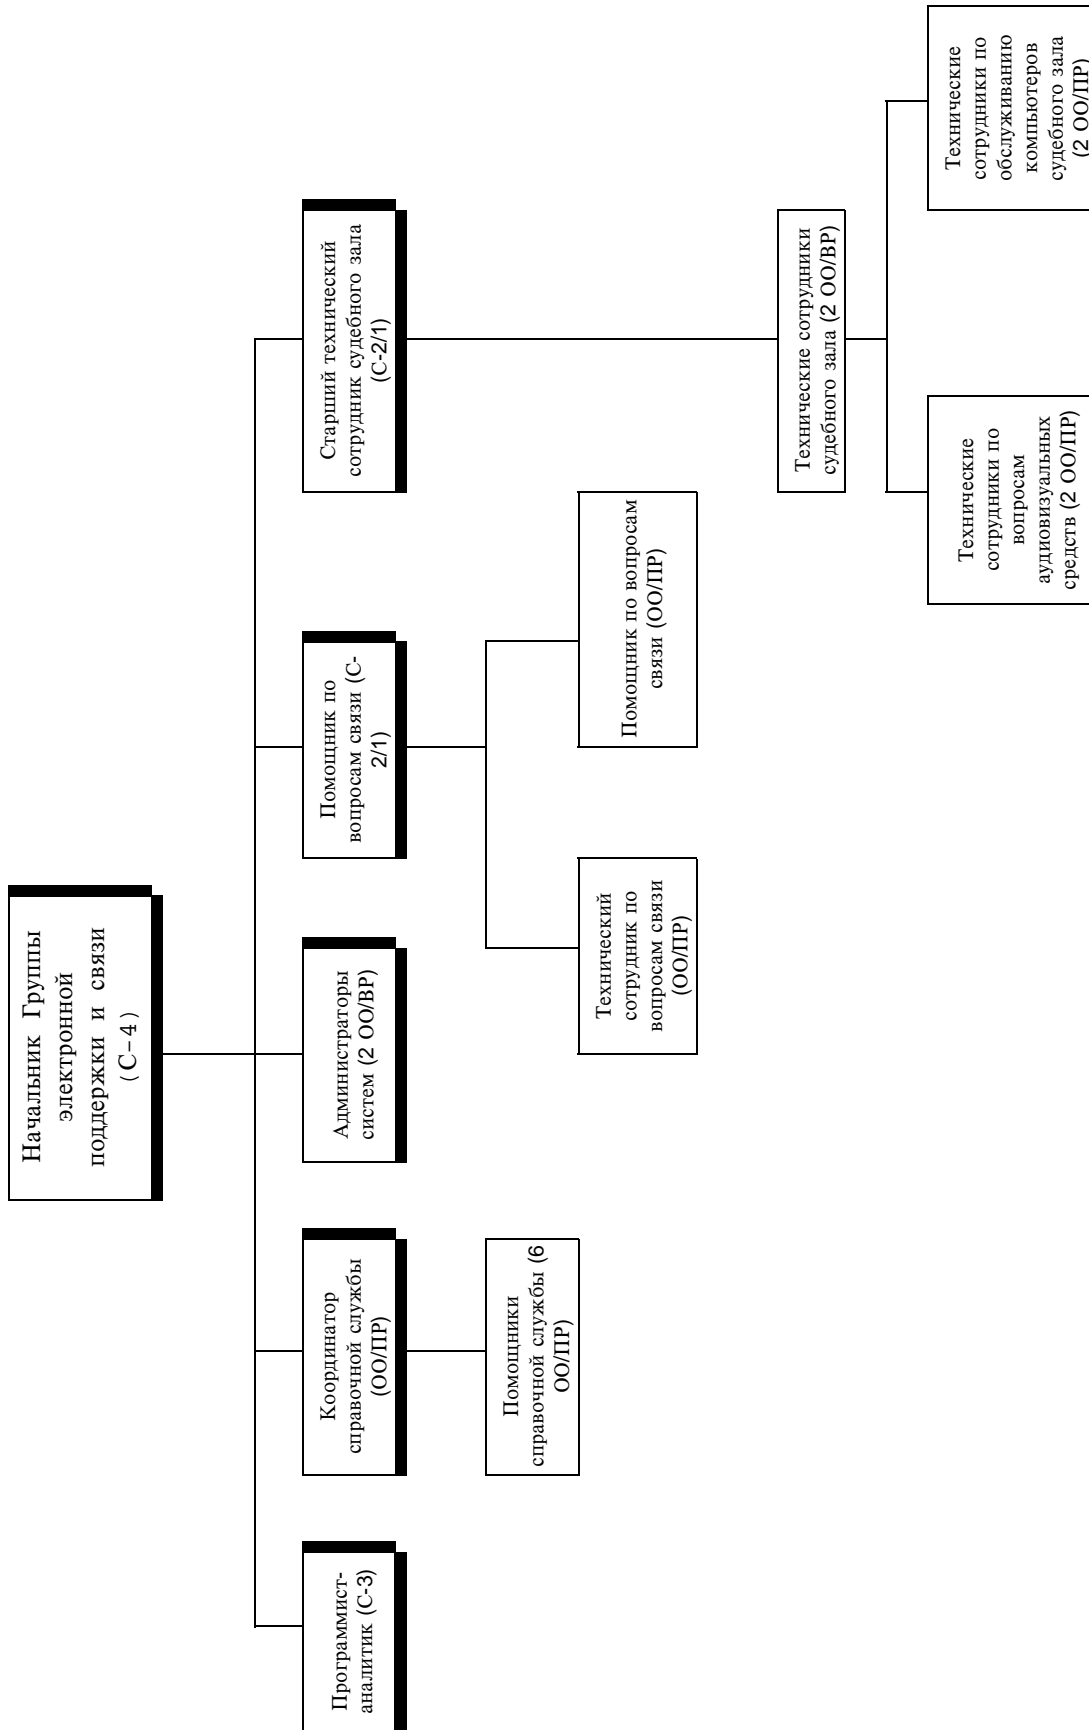 Начальник Группы
электронной
поддержки и связи
(С-4)
Программист-
аналитик (С-3)
Координатор
справочной службы
(ОО/ПР)
Администраторы
систем (2 ОО/ВР)
Помощник по
вопросам связи (С-
2/1)
Старший технический
сотрудник судебного зала
(С-2/1)
Помощники
справочной службы (6
ОО/ПР)
Технический
сотрудник по
вопросам связи
(ОО/ПР)
Помощник по вопросам
связи (ОО/ПР)
Технические сотрудники
судебного зала (2 ОО/ВР)
Технические
сотрудники по
вопросам
аудиовизуальных
средств (2 ОО/ПР)
Технические
сотрудники по
обслуживанию
компьютеров
судебного зала
(2 ОО/ПР)